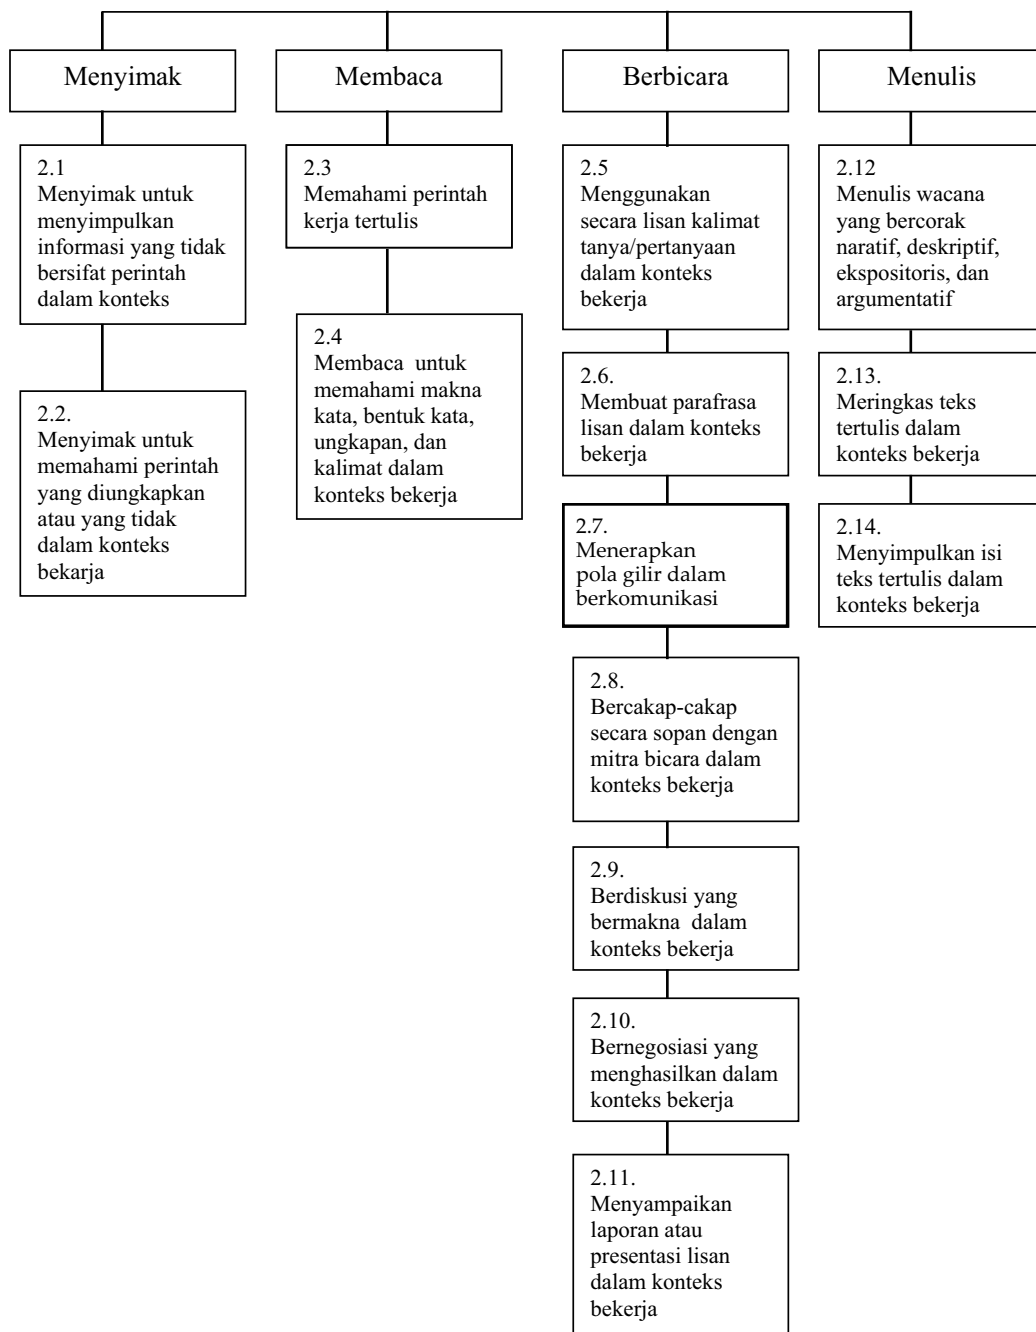 Menyimak
Membaca
Berbicara
Menulis
2.1
Menyimak untuk
menyimpulkan
informasi yang tidak
bersifat perintah
dalam konteks
2.2.
Menyimak untuk
memahami perintah
yang diungkapkan
atau yang tidak
dalam konteks
bekarja
2.3
Memahami perintah
kerja tertulis
2.4
Membaca untuk
memahami makna
kata, bentuk kata,
ungkapan, dan
kalimat dalam
konteks bekerja
2.5
Menggunakan
secara lisan kalimat
tanya/pertanyaan
dalam konteks
bekerja
2.6.
Membuat parafrasa
lisan dalam konteks
bekerja
2.7.
Menerapkan
pola gilir dalam
berkomunikasi
2.8.
Bercakap-cakap
secara sopan dengan
mitra bicara dalam
konteks bekerja
2.9.
Berdiskusi yang
bermakna dalam
konteks bekerja
2.10.
Bernegosiasi yang
menghasilkan dalam
konteks bekerja
2.11.
Menyampaikan
laporan atau
presentasi lisan
dalam konteks
bekerja
2.12
Menulis wacana
yang bercorak
naratif, deskriptif,
ekspositoris, dan
argumentatif
2.13.
Meringkas teks
tertulis dalam
konteks bekerja
2.14.
Menyimpulkan isi
teks tertulis dalam
konteks bekerja